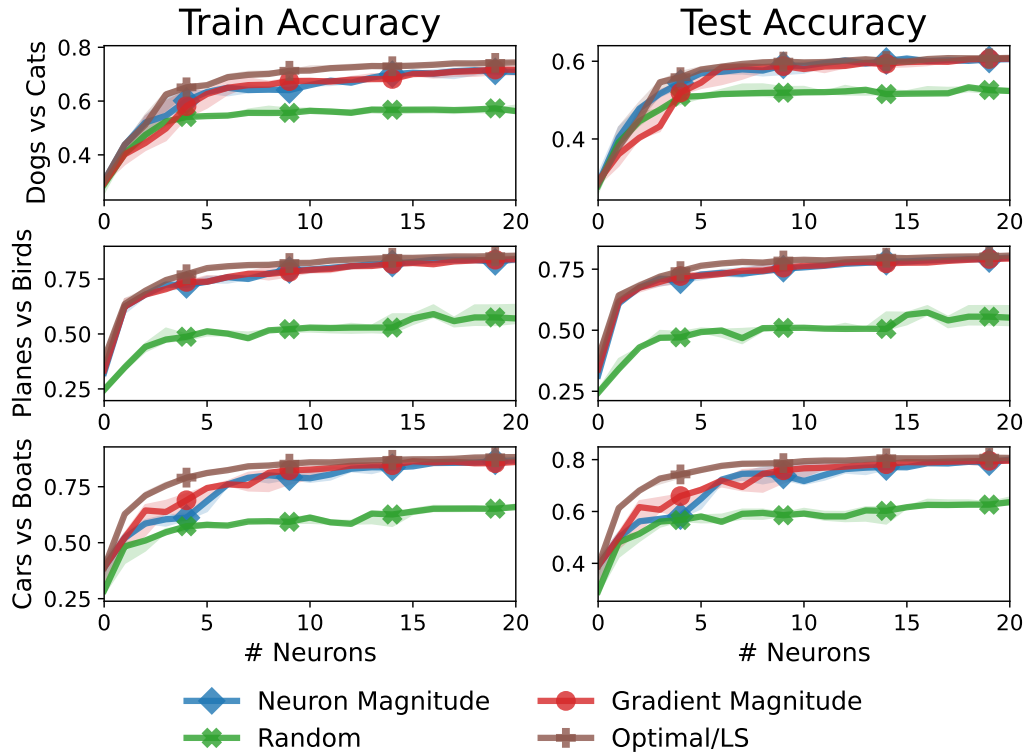 Train Accuracy Test Accuracy
Dogs vs Cats
0.8
0.6
0.4
0 5 10 15 20
0.6
0.4
0 5 10 15 20
Planes vs Birds
0.75
0.50
0.25
0 5 10 15 20
0.75
0.50
0.25
0 5 10 15 20
Cars vs Boats
0.75
0.50
0.25
0 5 10 15 20
# Neurons
0.8
0.6
0.4
0 5 10 15 20
# Neurons
Neuron Magnitude Gradient Magnitude
Random Optimal/LS